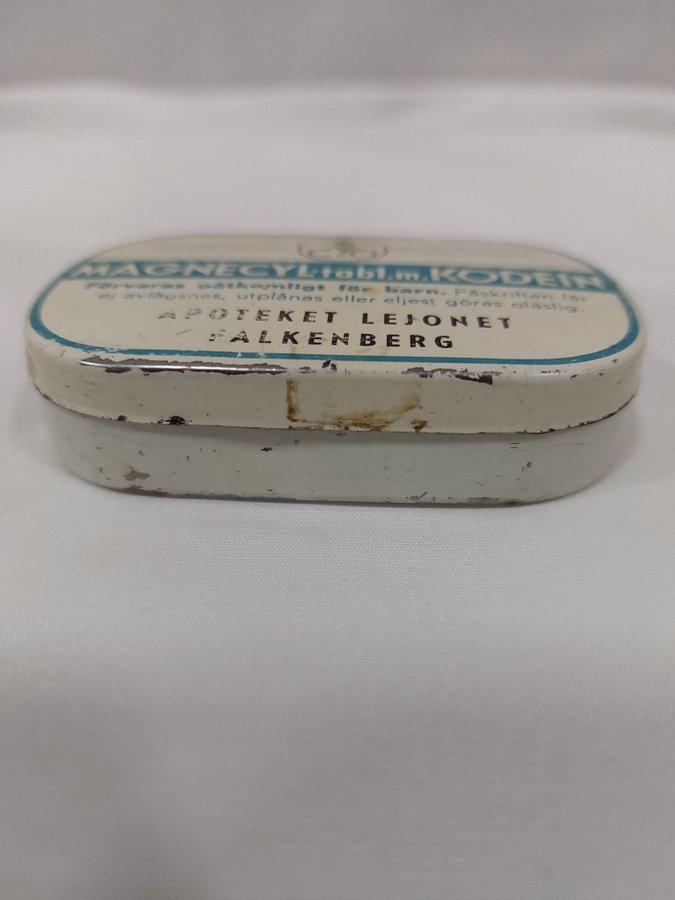 MAGNECYL-tabl.m.KODEIN
Förvaras oåtkomligt för barn. Påskriften får
ej avlägsnas, utplånas eller eljest göras oläslig.
APOTEKET LEJONET
FALKENBERG